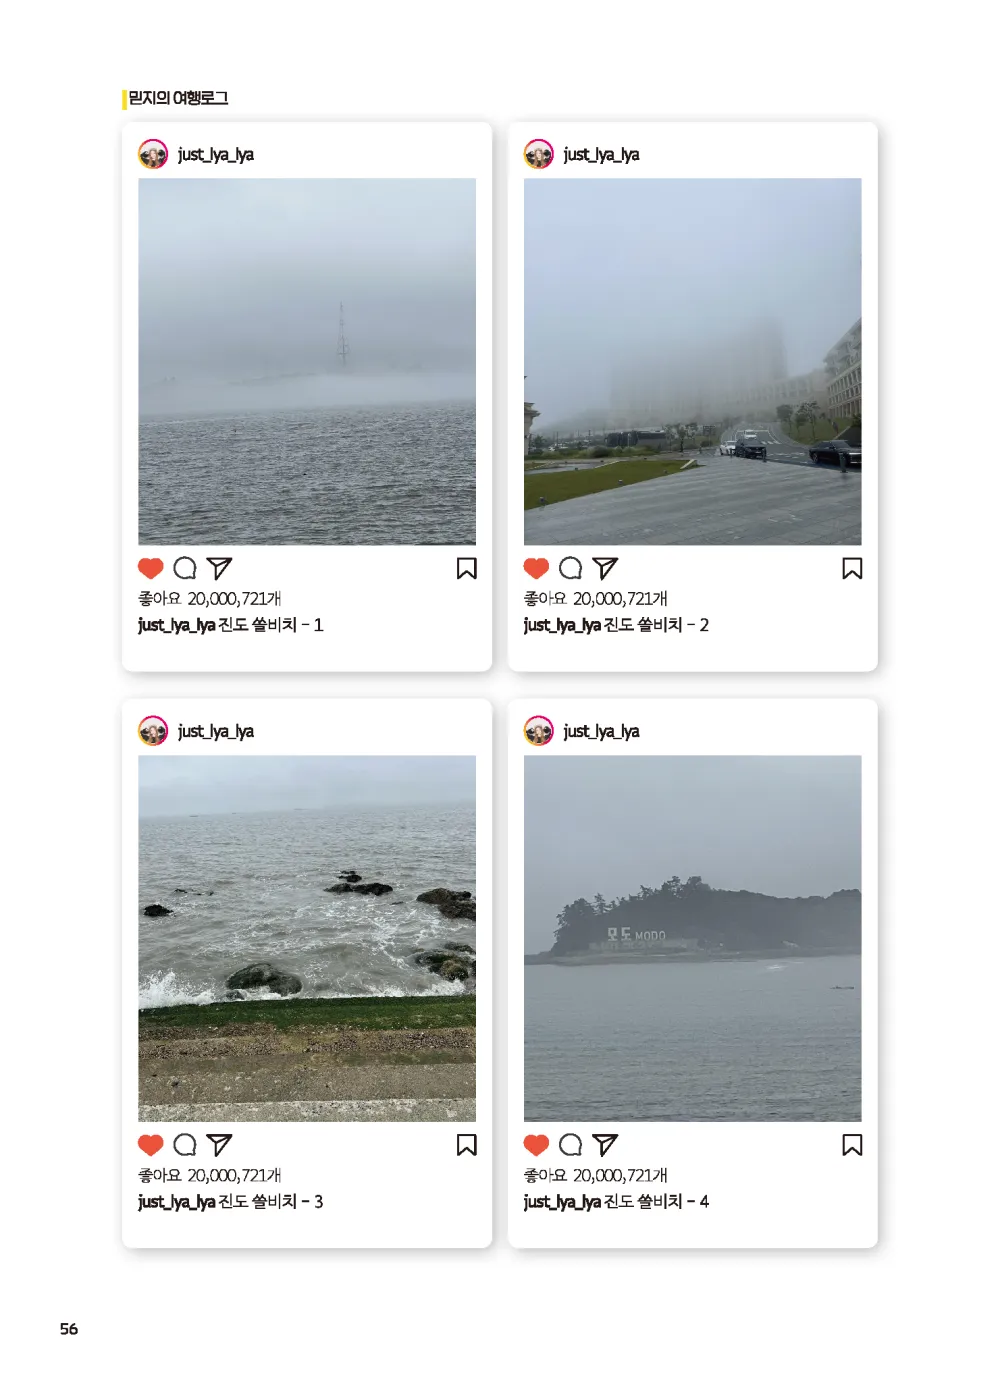 믿지의 여행로그
just_lya_lya
좋아요 20,000,721개
just_lya_lya 진도 쏠비치 - 1
just_lya_lya
좋아요 20,000,721개
just_lya_lya 진도 쏠비치 - 2
just_lya_lya
좋아요 20,000,721개
just_lya_lya 진도 쏠비치 - 3
just_lya_lya
모도 MODO
좋아요 20,000,721개
just_lya_lya 진도 쏠비치 - 4
56